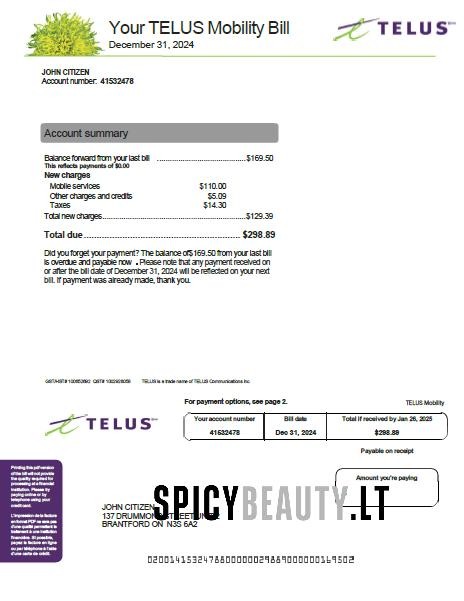 Your TELUS Mobility Bill
December 31, 2024
TELUS
JOHN CITIZEN
Account number: 41532478
Account summary
Balance forward from your last bill ........................ $169.50
This reflects payments of $0.00
New charges
Mobile services $110.00
Other charges and credits $5.09
Taxes $14.30
Total new charges ........................ $129.39
Total due ........................ $298.89
Did you forget your payment? The balance of $169.50 from your last bill
is overdue and payable now . Please note that any payment received on
or after the bill date of December 31, 2024 will be reflected on your next
bill. If payment was already made, thank you.
TELUS is a trade name of TELUS Communications Inc
For payment options, see page 2.
TELUS Mobility
TELUS
Your account number Bill date Total if received by Jan 26, 2025
41532478 Dec 31, 2024 $298.89
Payable on receipt
Amount you're paying
Printing this pdf version
of the bill will not provide
the quality required for
processing at a financial
institution. Please try
paying online or by
telephone using your
credit card.
L'impression de la facture
en format PDF ne sera pas
d'une qualité permettant le
traitement à une institution
financière. Si possible,
payez la facture en ligne
ou par téléphone à l'aide
d'une carte de crédit.
SPICYBEAUTY.LT
JOHN CITIZEN
137 DRUMMOND STREET
BRANTFORD ON N3S 6A2